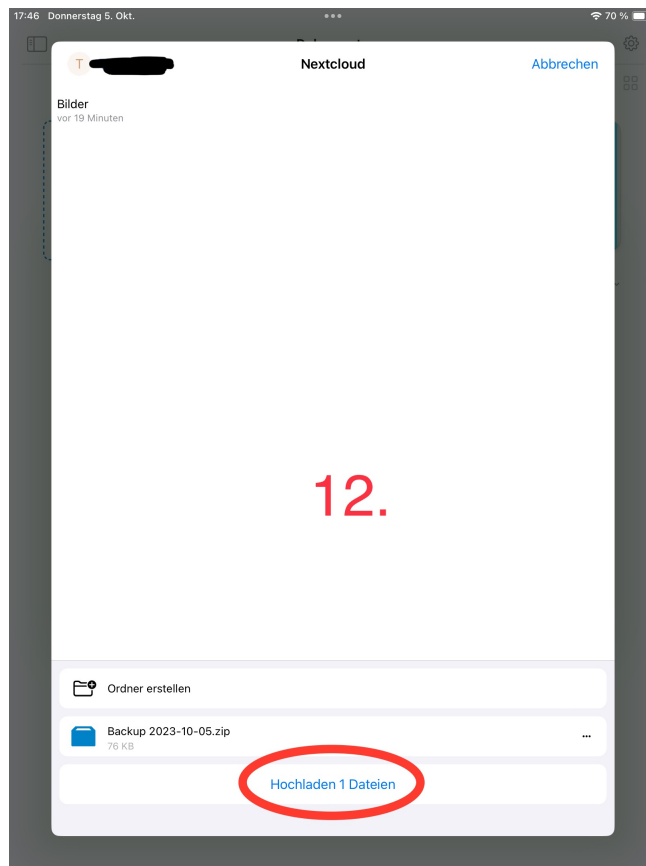 17:46 Donnerstag 5. Okt.
70 %
T
Nextcloud
Abbrechen
Bilder
vor 19 Minuten
12.
Ordner erstellen
Backup 2023-10-05.zip
76 KB
Hochladen 1 Dateien